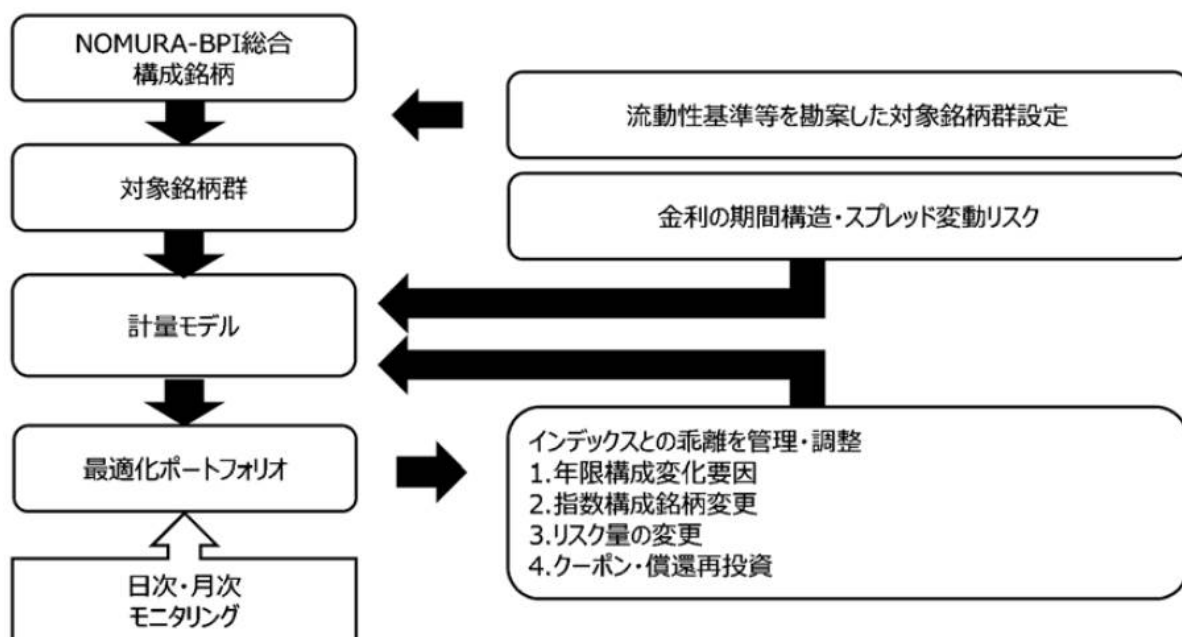 NOMURA-BPI総合
構成銘柄
流動性基準等を勘案した対象銘柄群設定
対象銘柄群
金利の期間構造・スプレッド変動リスク
計量モデル
最適化ポートフォリオ
インデックスとの乖離を管理・調整
1.年限構成変化要因
2.指数構成銘柄変更
3.リスク量の変更
4.クーポン・償還再投資
日次・月次
モニタリング